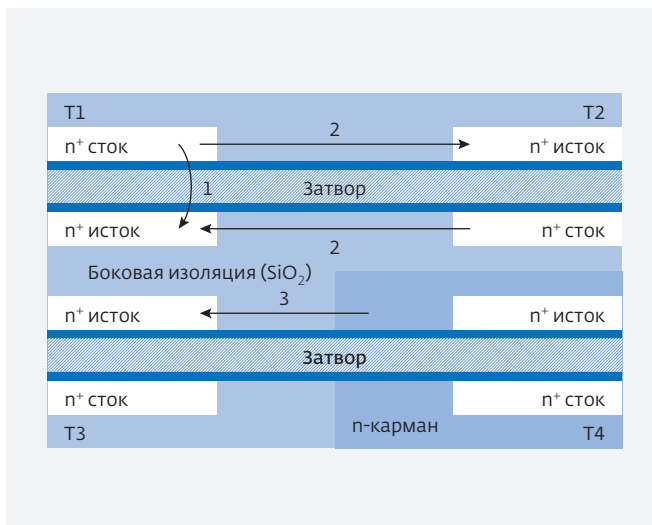 T1 T2
2
n⁺ сток n⁺ исток
1 Затвор
n⁺ исток n⁺ сток
2
Боковая изоляция (SiO₂)
3
n⁺ исток n⁺ исток
Затвор
n⁺ сток n⁺ сток
n-карман
T3 T4